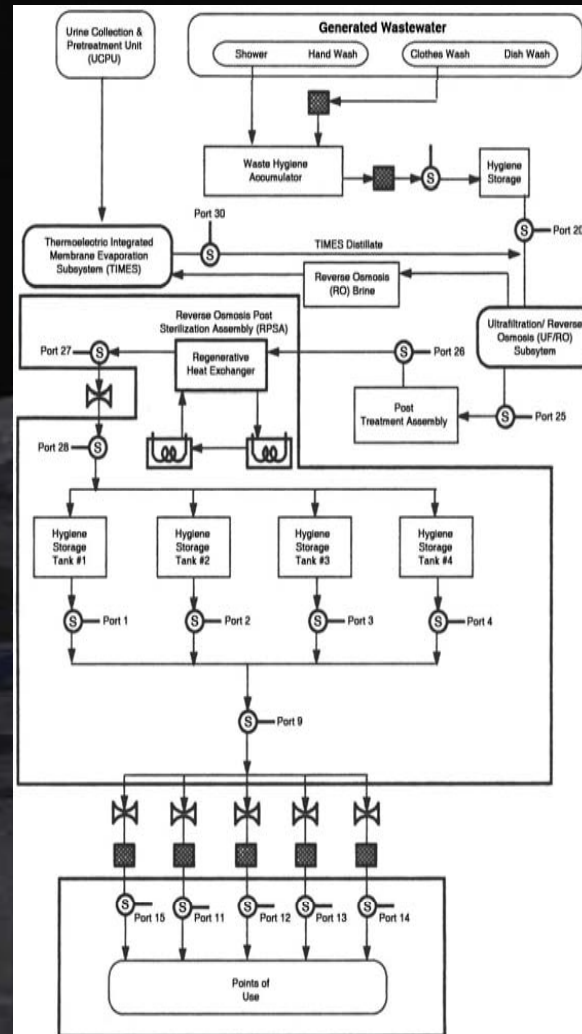 Urine Collection &
Pretreatment Unit
(UCPU)
Generated Wastewater
Shower Hand Wash Clothes Wash Dish Wash
Waste Hygiene
Accumulator
S
Hygiene
Storage
Port 30
S
Port 20
S
Thermoelectric Integrated
Membrane Evaporation
Subsystem (TIMES)
TIMES Distillate
Reverse Osmosis
(RO) Brine
Reverse Osmosis Post
Sterilization Assembly (RPSA)
Ultrafiltration/ Reverse
Osmosis (UF/RO)
Subsytem
Port 27
S
Regenerative
Heat Exchanger
S
Port 26
Post
Treatment Assembly
S
Port 25
Port 28
S
Hygiene
Storage
Tank #1
Hygiene
Storage
Tank #2
Hygiene
Storage
Tank #3
Hygiene
Storage
Tank #4
S Port 1
S Port 2
S Port 3
S Port 4
S Port 9
S Port 15
S Port 11
S Port 12
S Port 13
S Port 14
Points of
Use